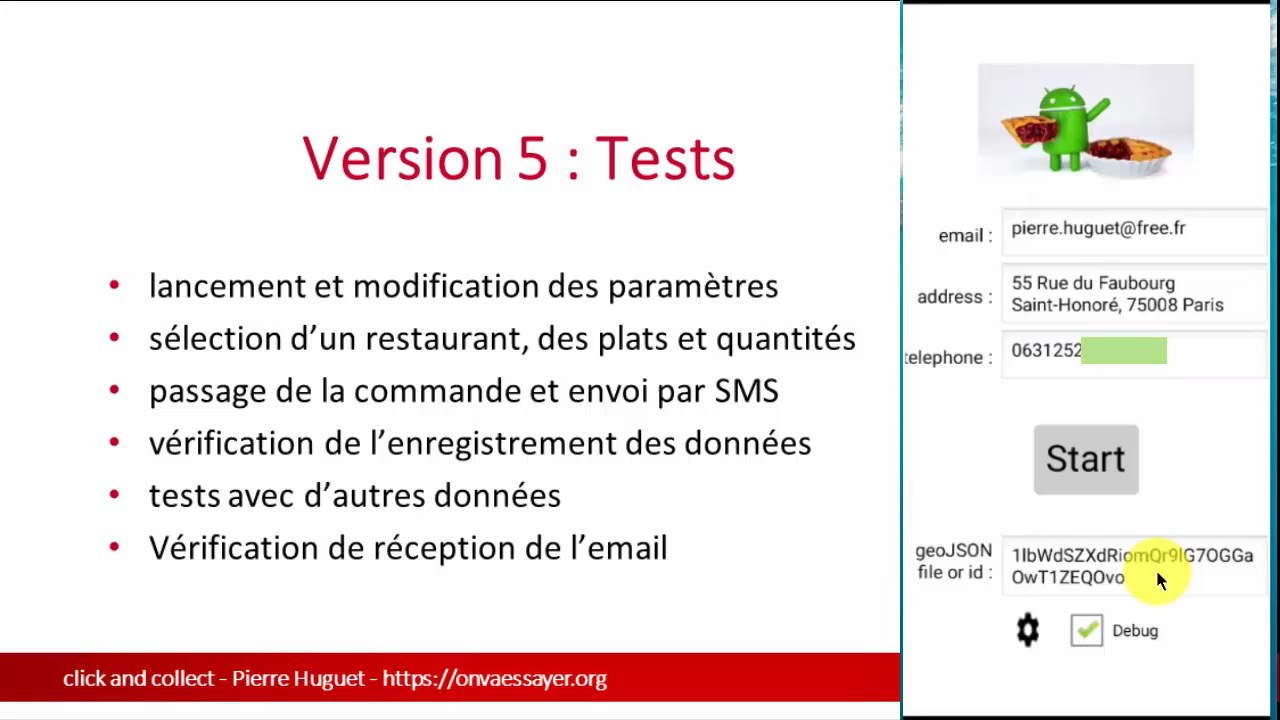 Version 5 : Tests
• lancement et modification des paramètres
• sélection d’un restaurant, des plats et quantités
• passage de la commande et envoi par SMS
• vérification de l’enregistrement des données
• tests avec d’autres données
• Vérification de réception de l’email
click and collect - Pierre Huguet - https://onvaessayer.org
email : pierre.huguet@free.fr
address : 55 Rue du Faubourg
Saint-Honoré, 75008 Paris
telephone : 0631252
Start
geoJSON
file or id :
1lbWdSZXdRiomQr9lG7OGGa
OwT1ZEQOvo
Debug